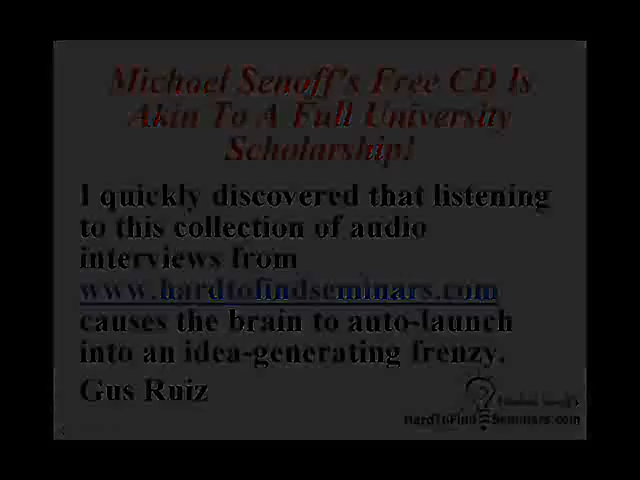 Michael Senoff's Free CD Is
Akin To A Full University
Scholarship!
I quickly discovered that listening
to this collection of audio
interviews from
www.hardtofindseminars.com
causes the brain to auto-launch
into an idea-generating frenzy.
Gus Ruiz
Michael Senoff's
HardToFindSeminars.com